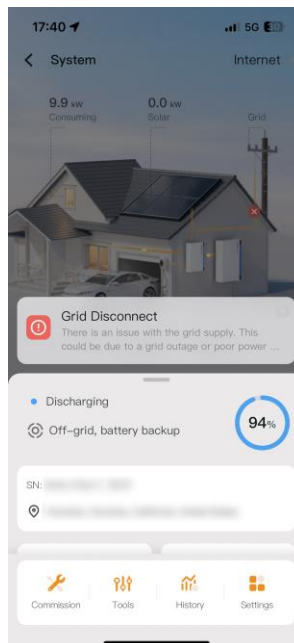 17:40
5G 30
System
Internet
9.9 kW
0.0 kW
Consuming
Solar
Grid
Grid Disconnect
There is an issue with the grid supply. This
could be due to a grid outage or poor power ...
Discharging
Off-grid, battery backup
94%
SN:
Commission
Tools
History
Settings